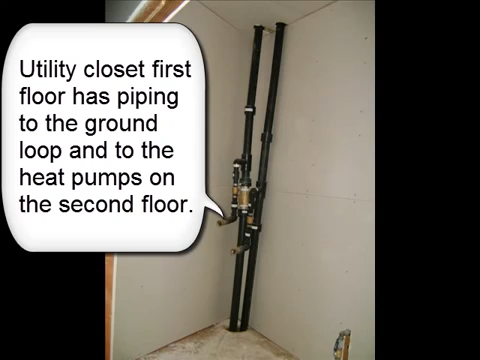 Utility closet first
floor has piping
to the ground
loop and to the
heat pumps on
the second floor.